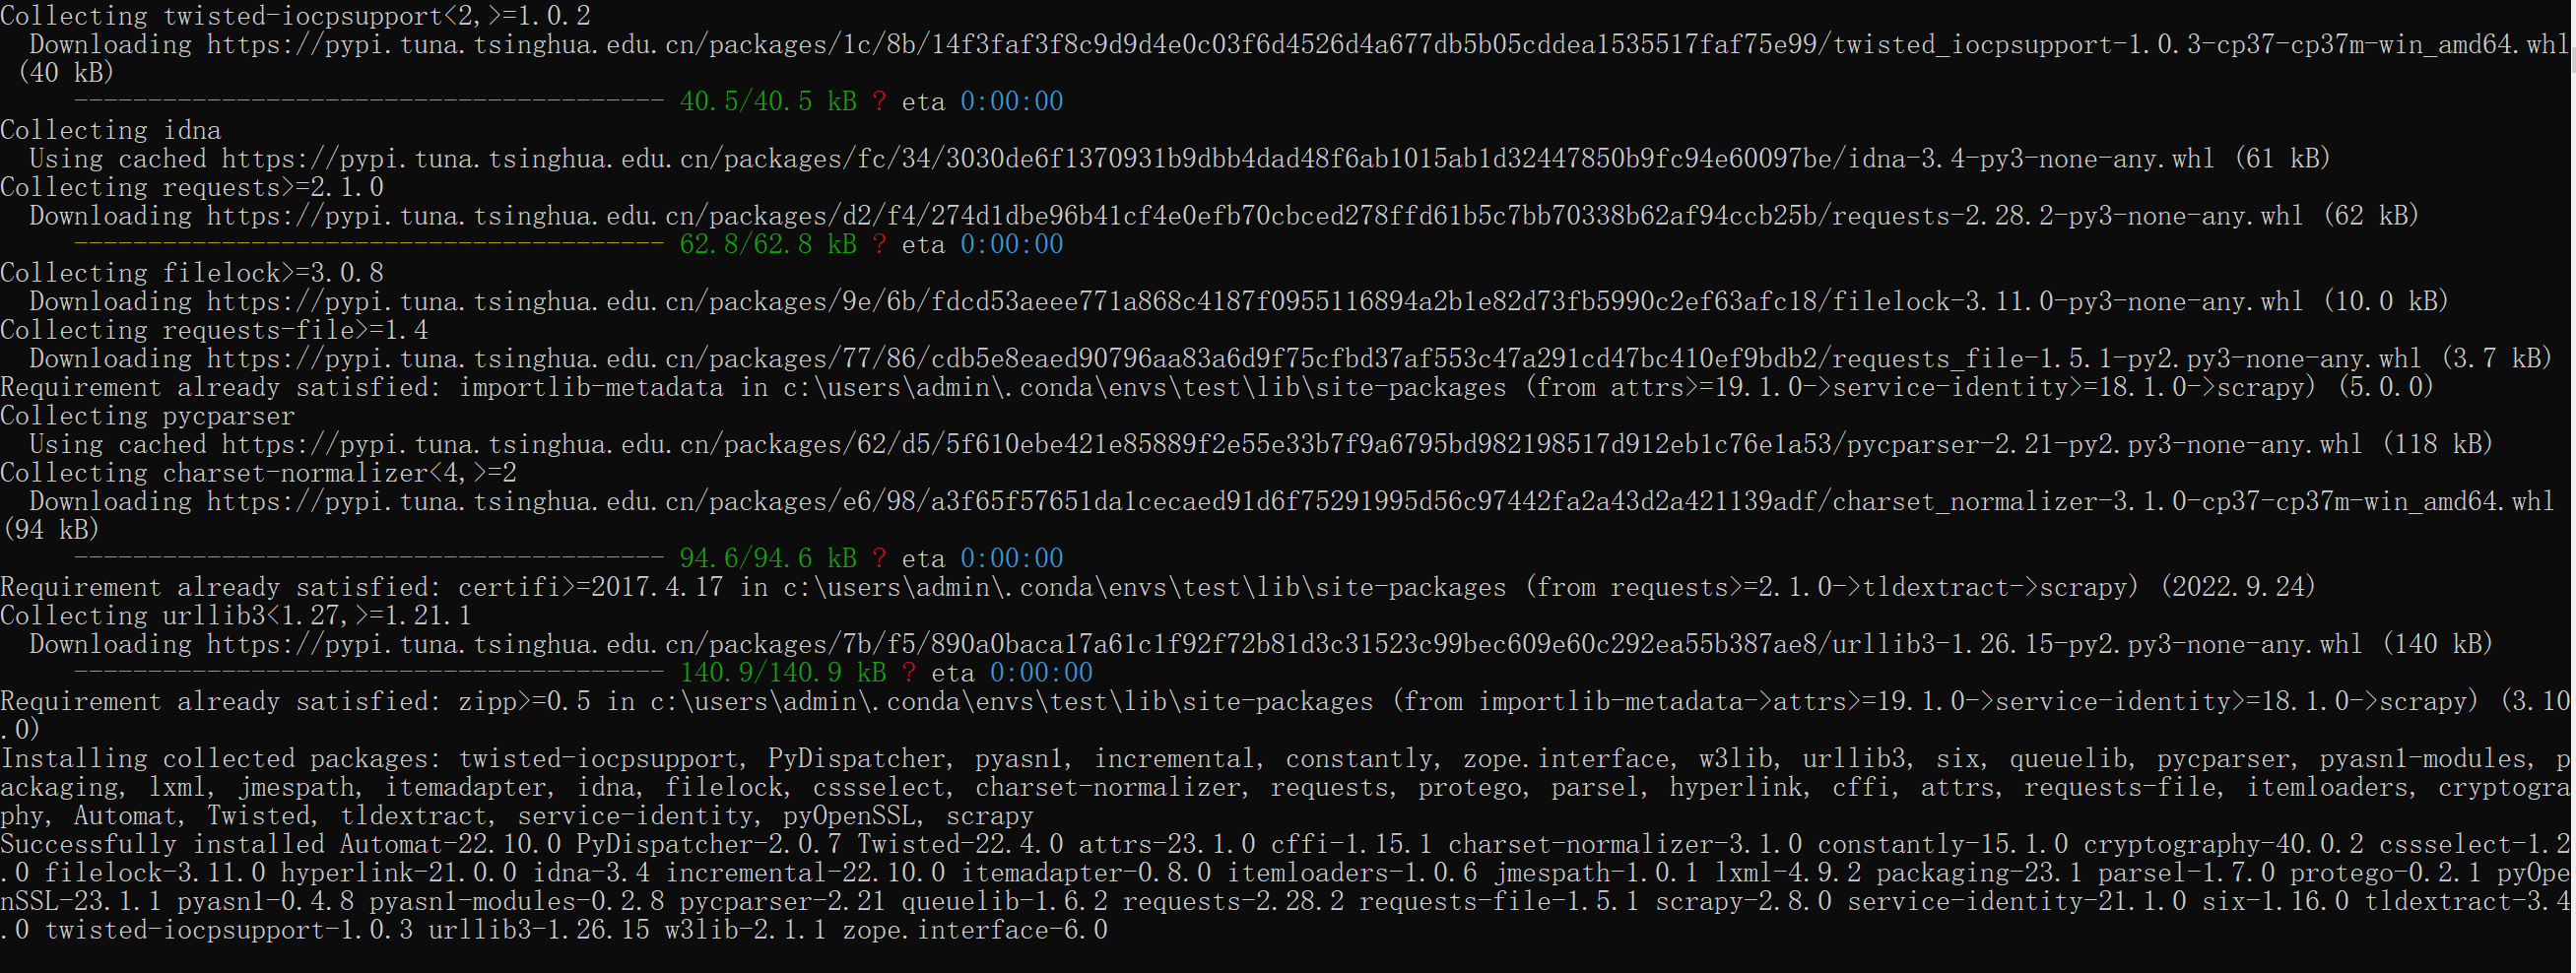 Collecting twisted-iocpsupport<2,>=1.0.2
  Downloading https://pypi.tuna.tsinghua.edu.cn/packages/1c/8b/14f3faf3f8c9d9d4e0c03f6d4526d4a677db5b05cddea1535517faf75e99/twisted_iocpsupport-1.0.3-cp37-cp37m-win_amd64.whl
 (40 kB)
     ---------------------------------------- 40.5/40.5 kB ? eta 0:00:00
Collecting idna
  Using cached https://pypi.tuna.tsinghua.edu.cn/packages/fc/34/3030de6f1370931b9dbb4dad48f6ab1015ab1d32447850b9fc94e60097be/idna-3.4-py3-none-any.whl (61 kB)
Collecting requests>=2.1.0
  Downloading https://pypi.tuna.tsinghua.edu.cn/packages/d2/f4/274d1dbe96b41cf4e0efb70cbced278ffd61b5c7bb70338b62af94ccb25b/requests-2.28.2-py3-none-any.whl (62 kB)
     ---------------------------------------- 62.8/62.8 kB ? eta 0:00:00
Collecting filelock>=3.0.8
  Downloading https://pypi.tuna.tsinghua.edu.cn/packages/9e/6b/fdcd53aeee771a868c4187f0955116894a2b1e82d73fb5990c2ef63afc18/filelock-3.11.0-py3-none-any.whl (10.0 kB)
Collecting requests-file>=1.4
  Downloading https://pypi.tuna.tsinghua.edu.cn/packages/77/86/cdb5e8eaed90796aa83a6d9f75cfbd37af553c47a291cd47bc410ef9bdb2/requests_file-1.5.1-py2.py3-none-any.whl (3.7 kB)
Requirement already satisfied: importlib-metadata in c:\users\admin\.conda\envs\test\lib\site-packages (from attrs>=19.1.0->service-identity>=18.1.0->scrapy) (5.0.0)
Collecting pycparser
  Using cached https://pypi.tuna.tsinghua.edu.cn/packages/62/d5/5f610ebe421e85889f2e55e33b7f9a6795bd982198517d912eb1c76e1a53/pycparser-2.21-py2.py3-none-any.whl (118 kB)
Collecting charset-normalizer<4,>=2
  Downloading https://pypi.tuna.tsinghua.edu.cn/packages/e6/98/a3f65f57651da1cecaed91d6f75291995d56c97442fa2a43d2a421139adf/charset_normalizer-3.1.0-cp37-cp37m-win_amd64.whl
(94 kB)
     ---------------------------------------- 94.6/94.6 kB ? eta 0:00:00
Requirement already satisfied: certifi>=2017.4.17 in c:\users\admin\.conda\envs\test\lib\site-packages (from requests>=2.1.0->tldextract->scrapy) (2022.9.24)
Collecting urllib3<1.27,>=1.21.1
  Downloading https://pypi.tuna.tsinghua.edu.cn/packages/7b/f5/890a0baca17a61c1f92f72b81d3c31523c99bec609e60c292ea55b387ae8/urllib3-1.26.15-py2.py3-none-any.whl (140 kB)
     ---------------------------------------- 140.9/140.9 kB ? eta 0:00:00
Requirement already satisfied: zipp>=0.5 in c:\users\admin\.conda\envs\test\lib\site-packages (from importlib-metadata->attrs>=19.1.0->service-identity>=18.1.0->scrapy) (3.10
.0)
Installing collected packages: twisted-iocpsupport, PyDispatcher, pyasn1, incremental, constantly, zope.interface, w3lib, urllib3, six, queuelib, pycparser, pyasn1-modules, p
ackaging, lxml, jmespath, itemadapter, idna, filelock, cssselect, charset-normalizer, requests, protego, parsel, hyperlink, cffi, attrs, requests-file, itemloaders, cryptogra
phy, Automat, Twisted, tldextract, service-identity, pyOpenSSL, scrapy
Successfully installed Automat-22.10.0 PyDispatcher-2.0.7 Twisted-22.4.0 attrs-23.1.0 cffi-1.15.1 charset-normalizer-3.1.0 constantly-15.1.0 cryptography-40.0.2 cssselect-1.2
.0 filelock-3.11.0 hyperlink-21.0.0 idna-3.4 incremental-22.10.0 itemadapter-0.8.0 itemloaders-1.0.6 jmespath-1.0.1 lxml-4.9.2 packaging-23.1 parsel-1.7.0 protego-0.2.1 pyOpe
nSSL-23.1.1 pyasn1-0.4.8 pyasn1-modules-0.2.8 pycparser-2.21 queuelib-1.6.2 requests-2.28.2 requests-file-1.5.1 scrapy-2.8.0 service-identity-21.1.0 six-1.16.0 tldextract-3.4
.0 twisted-iocpsupport-1.0.3 urllib3-1.26.15 w3lib-2.1.1 zope.interface-6.0